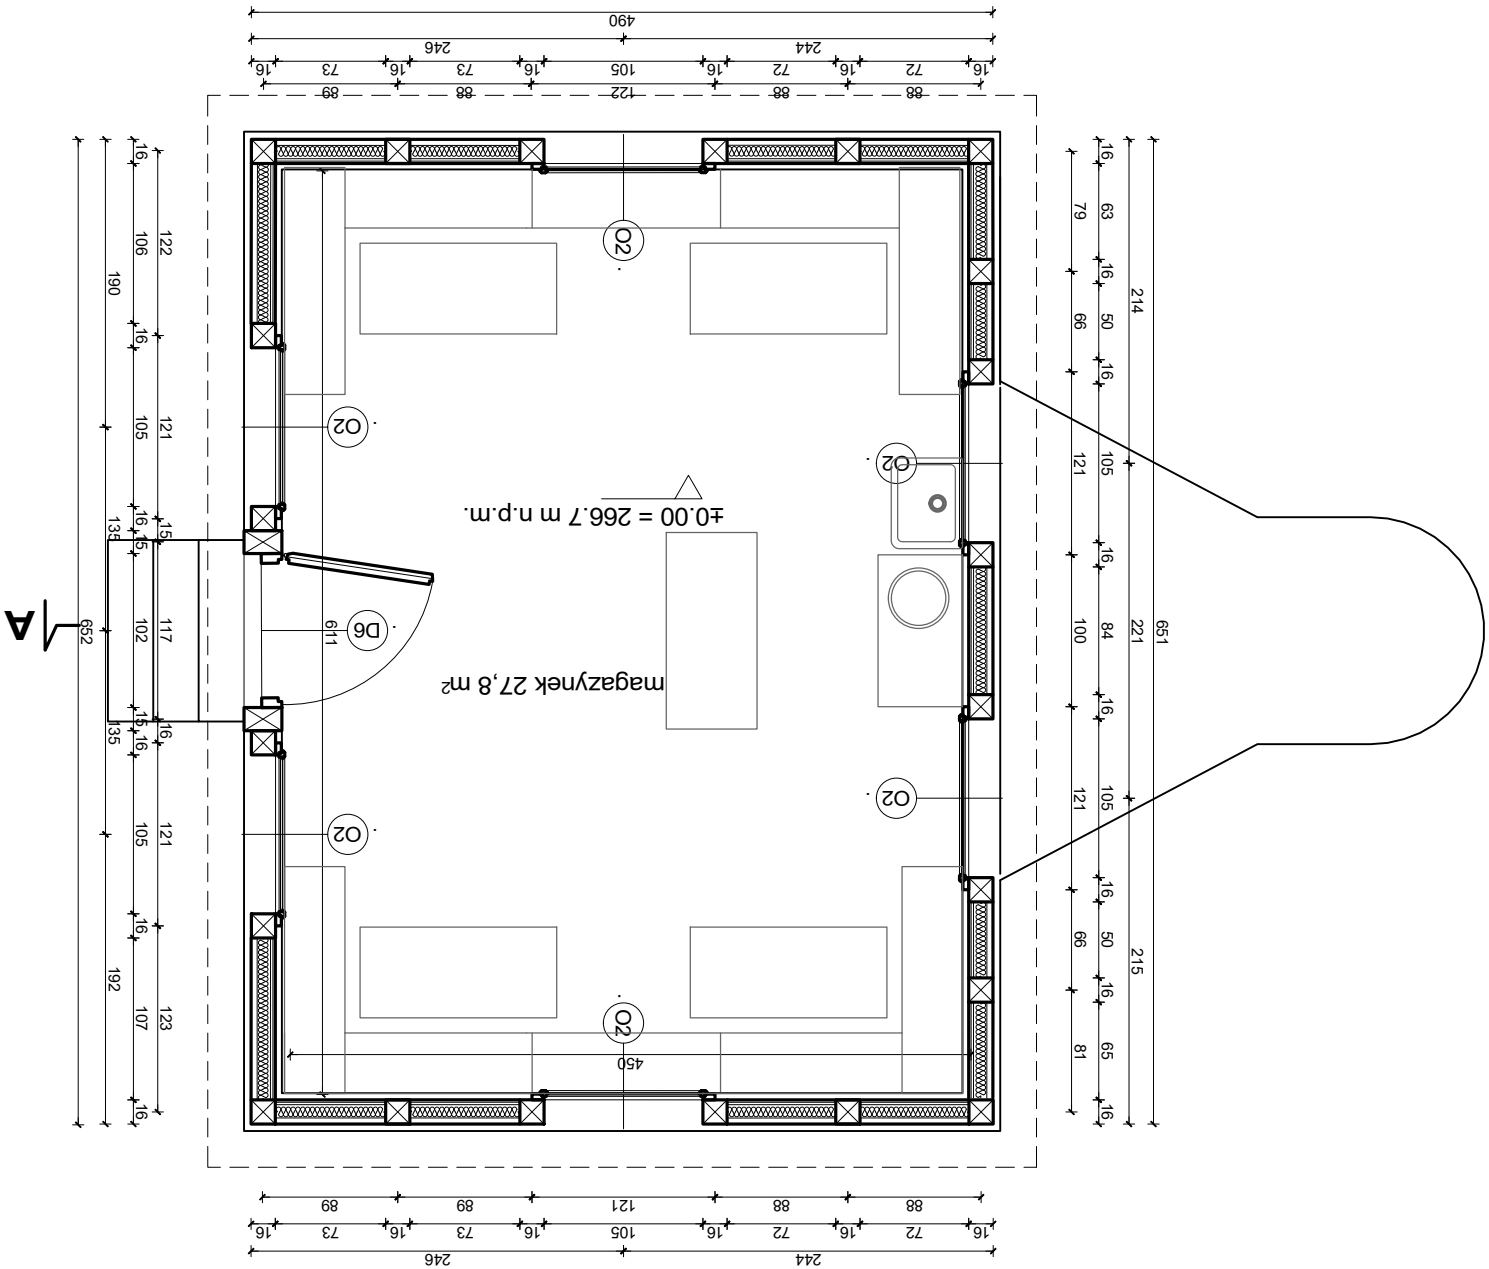 244 246
16 72 16 72 16 105 16 73 16 73 16
88 88 121 89 89
651
215 221 214
16 65 16 50 16 105 16 84 16 105 16 50 16 63 16
81 66 121 100 121 66 79
450
O2
O2
O2
magazynek 27,8 m²
D6
611
±0.00 = 266.7 m n.p.m.
O2
O2
O2
123 121 16 117 15 121 122
16 107 16 105 16 15 102 15 16 105 16 106 16
192 135 135 190
652
A
88 88 122 88 89
16 72 16 72 16 105 16 73 16 73 16
244 246
490